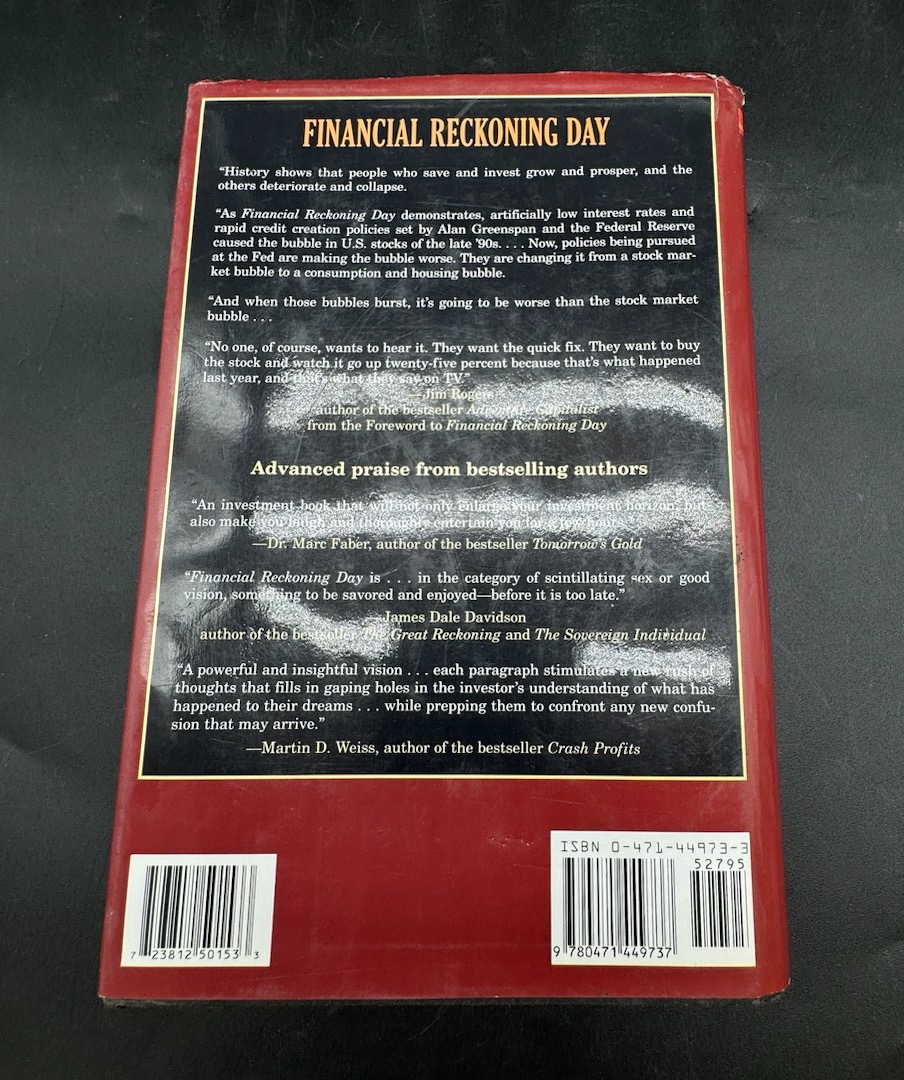 FINANCIAL RECKONING DAY
“History shows that people who save and invest grow and prosper, and the
others deteriorate and collapse.
“As Financial Reckoning Day demonstrates, artificially low interest rates and
rapid credit creation policies set by Alan Greenspan and the Federal Reserve
caused the bubble in U.S. stocks of the late ’90s. . . . Now, policies being pursued
at the Fed are making the bubble worse. They are changing it from a stock mar-
ket bubble to a consumption and housing bubble.
“And when those bubbles burst, it’s going to be worse than the stock market
bubble . . .
“No one, of course, wants to hear it. They want the quick fix. They want to buy
the stock and watch it go up twenty-five percent because that’s what happened
last year, and that’s what they say on TV.”
—Jim Rogers
author of the bestseller Adventure Capitalist
from the Foreword to Financial Reckoning Day
Advanced praise from bestselling authors
“An investment book that will not only enlarge your investment horizon, but
also make you laugh and thoroughly entertain you for a few hours.”
—Dr. Marc Faber, author of the bestseller Tomorrow’s Gold
“Financial Reckoning Day is . . . in the category of scintillating sex or good
vision, something to be savored and enjoyed—before it is too late.”
—James Dale Davidson
author of the bestseller The Great Reckoning and The Sovereign Individual
“A powerful and insightful vision . . . each paragraph stimulates a new rush of
thoughts that fills in gaping holes in the investor’s understanding of what has
happened to their dreams . . . while prepping them to confront any new confu-
sion that may arrive.”
—Martin D. Weiss, author of the bestseller Crash Profits
ISBN 0-471-44973-3
52795
7 23812 50153 3
9 780471 449737